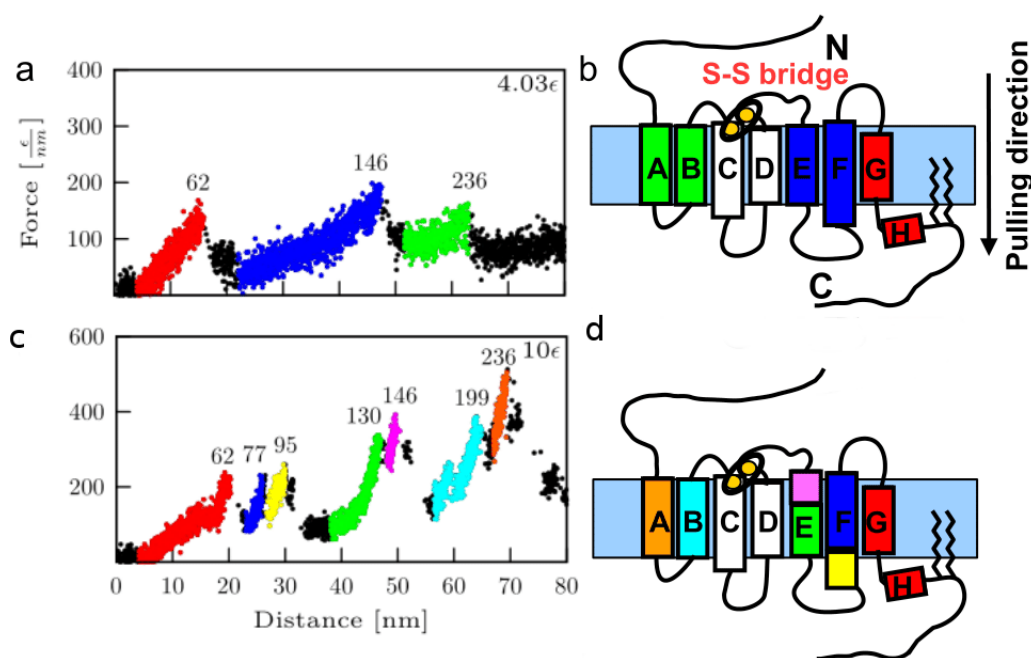 a
Force [ϵ/nm]
400
300
200
100
62
146
236
4.03ϵ
b
N
S-S bridge
A B C D E F G
H
C
Pulling direction
c
600
400
200
0 10 20 30 40 50 60 70 80
Distance [nm]
62
77
95
130
146
199
236
10ϵ
d
A B C D E F G
H